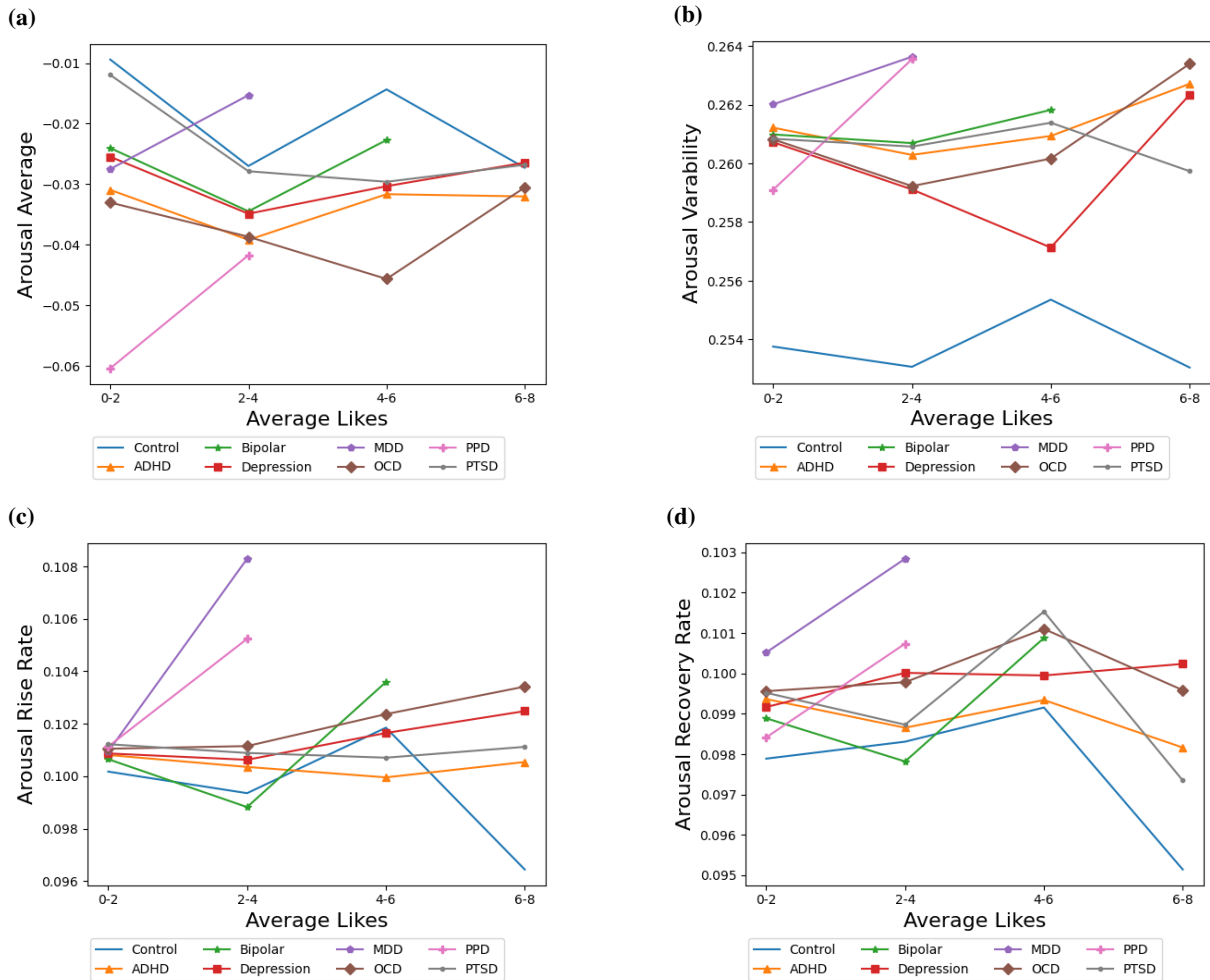 (a)
−0.01
−0.02
−0.03
−0.04
−0.05
−0.06
Arousal Average
0-2 2-4 4-6 6-8
Average Likes
Control Bipolar MDD PPD
ADHD Depression OCD PTSD
(b)
0.264
0.262
0.260
0.258
0.256
0.254
Arousal Varability
0-2 2-4 4-6 6-8
Average Likes
Control Bipolar MDD PPD
ADHD Depression OCD PTSD
(c)
0.108
0.106
0.104
0.102
0.100
0.098
0.096
Arousal Rise Rate
0-2 2-4 4-6 6-8
Average Likes
Control Bipolar MDD PPD
ADHD Depression OCD PTSD
(d)
0.103
0.102
0.101
0.100
0.099
0.098
0.097
0.096
0.095
Arousal Recovery Rate
0-2 2-4 4-6 6-8
Average Likes
Control Bipolar MDD PPD
ADHD Depression OCD PTSD